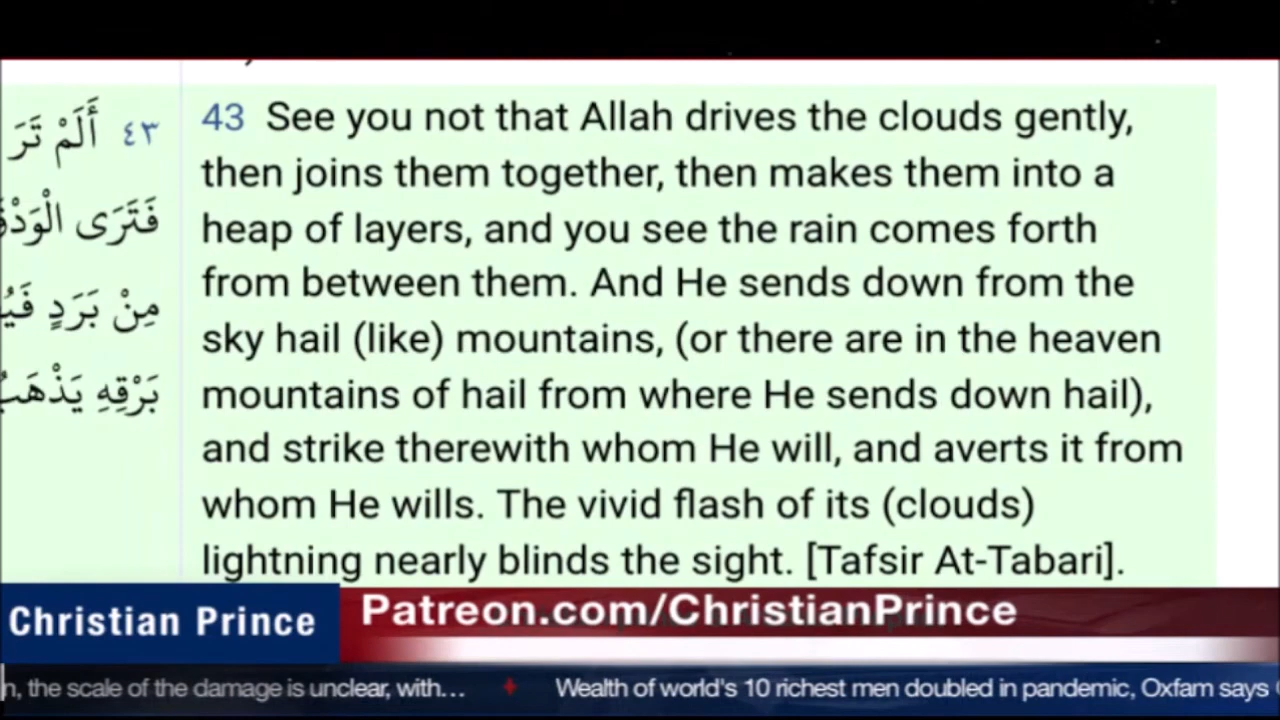 ٤٣ أَلَمْ تَرَ
فَتَرَى
مِنْ بَرَدٍ
بَرْقِهِ
43 See you not that Allah drives the clouds gently,
then joins them together, then makes them into a
heap of layers, and you see the rain comes forth
from between them. And He sends down from the
sky hail (like) mountains, (or there are in the heaven
mountains of hail from where He sends down hail),
and strike therewith whom He will, and averts it from
whom He wills. The vivid flash of its (clouds)
lightning nearly blinds the sight. [Tafsir At-Tabari].
Christian Prince
Patreon.com/ChristianPrince
, the scale of the damage is unclear, with...
Wealth of world's 10 richest men doubled in pandemic, Oxfam says